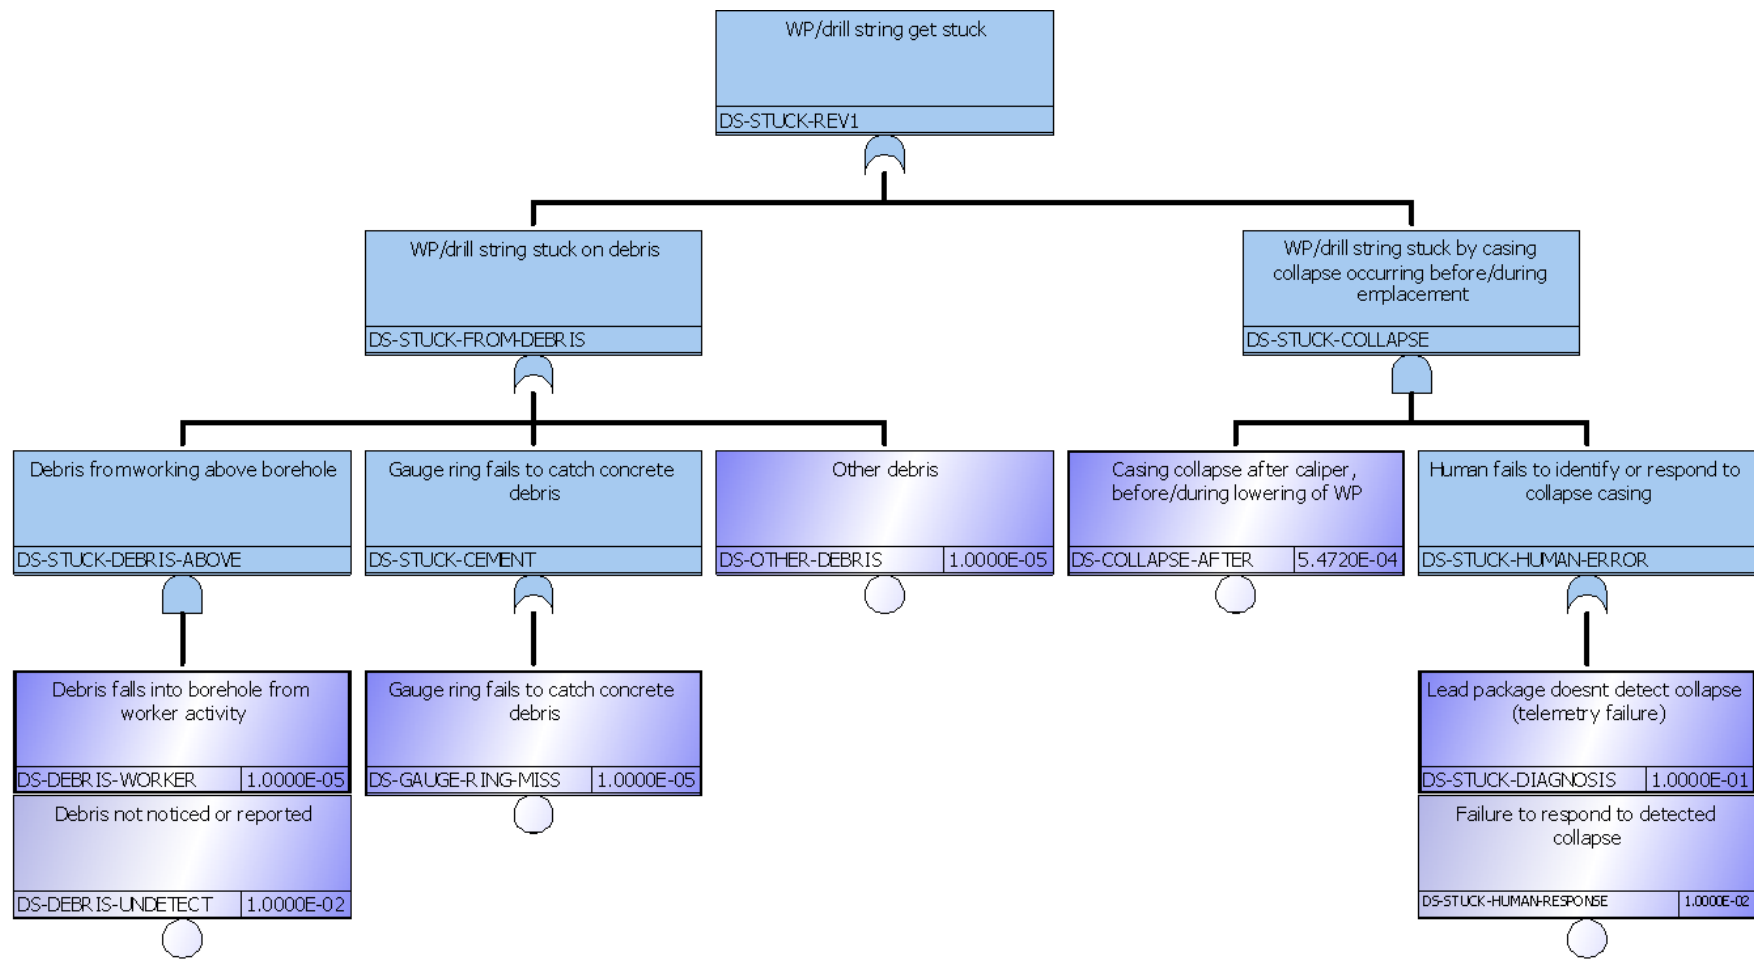 WP/drill string get stuck
DS-STUCK-REV1
WP/drill string stuck on debris
DS-STUCK-FROM-DEBRIS
WP/drill string stuck by casing
collapse occurring before/during
emplacement
DS-STUCK-COLLAPSE
Debris fromworking above borehole
DS-STUCK-DEBRIS-ABOVE
Gauge ring fails to catch concrete
debris
DS-STUCK-CEMENT
Other debris
DS-OTHER-DEBRIS 1.0000E-05
Casing collapse after caliper,
before/during lowering of WP
DS-COLLAPSE-AFTER 5.4720E-04
Human fails to identify or respond to
collapse casing
DS-STUCK-HUMAN-ERROR
Debris falls into borehole from
worker activity
DS-DEBRIS-WORKER 1.0000E-05
Debris not noticed or reported
DS-DEBRIS-UNDETECT 1.0000E-02
Gauge ring fails to catch concrete
debris
DS-GAUGE-RING-MISS 1.0000E-05
Lead package doesnt detect collapse
(telemetry failure)
DS-STUCK-DIAGNOSIS 1.0000E-01
Failure to respond to detected
collapse
DS-STUCK-HUMAN-RESPONSE 1.0000E-02